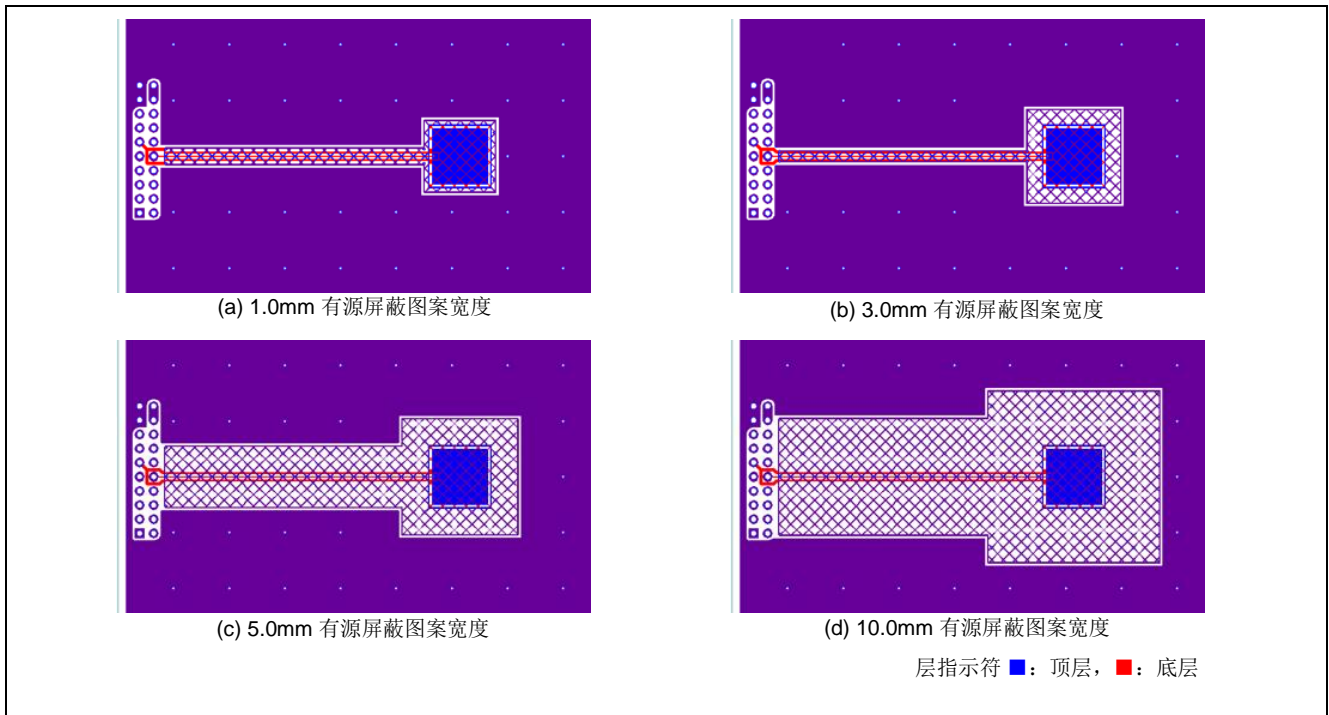 (a) 1.0mm 有源屏蔽图案宽度
(b) 3.0mm 有源屏蔽图案宽度
(c) 5.0mm 有源屏蔽图案宽度
(d) 10.0mm 有源屏蔽图案宽度
层指示符 ■：顶层，■：底层